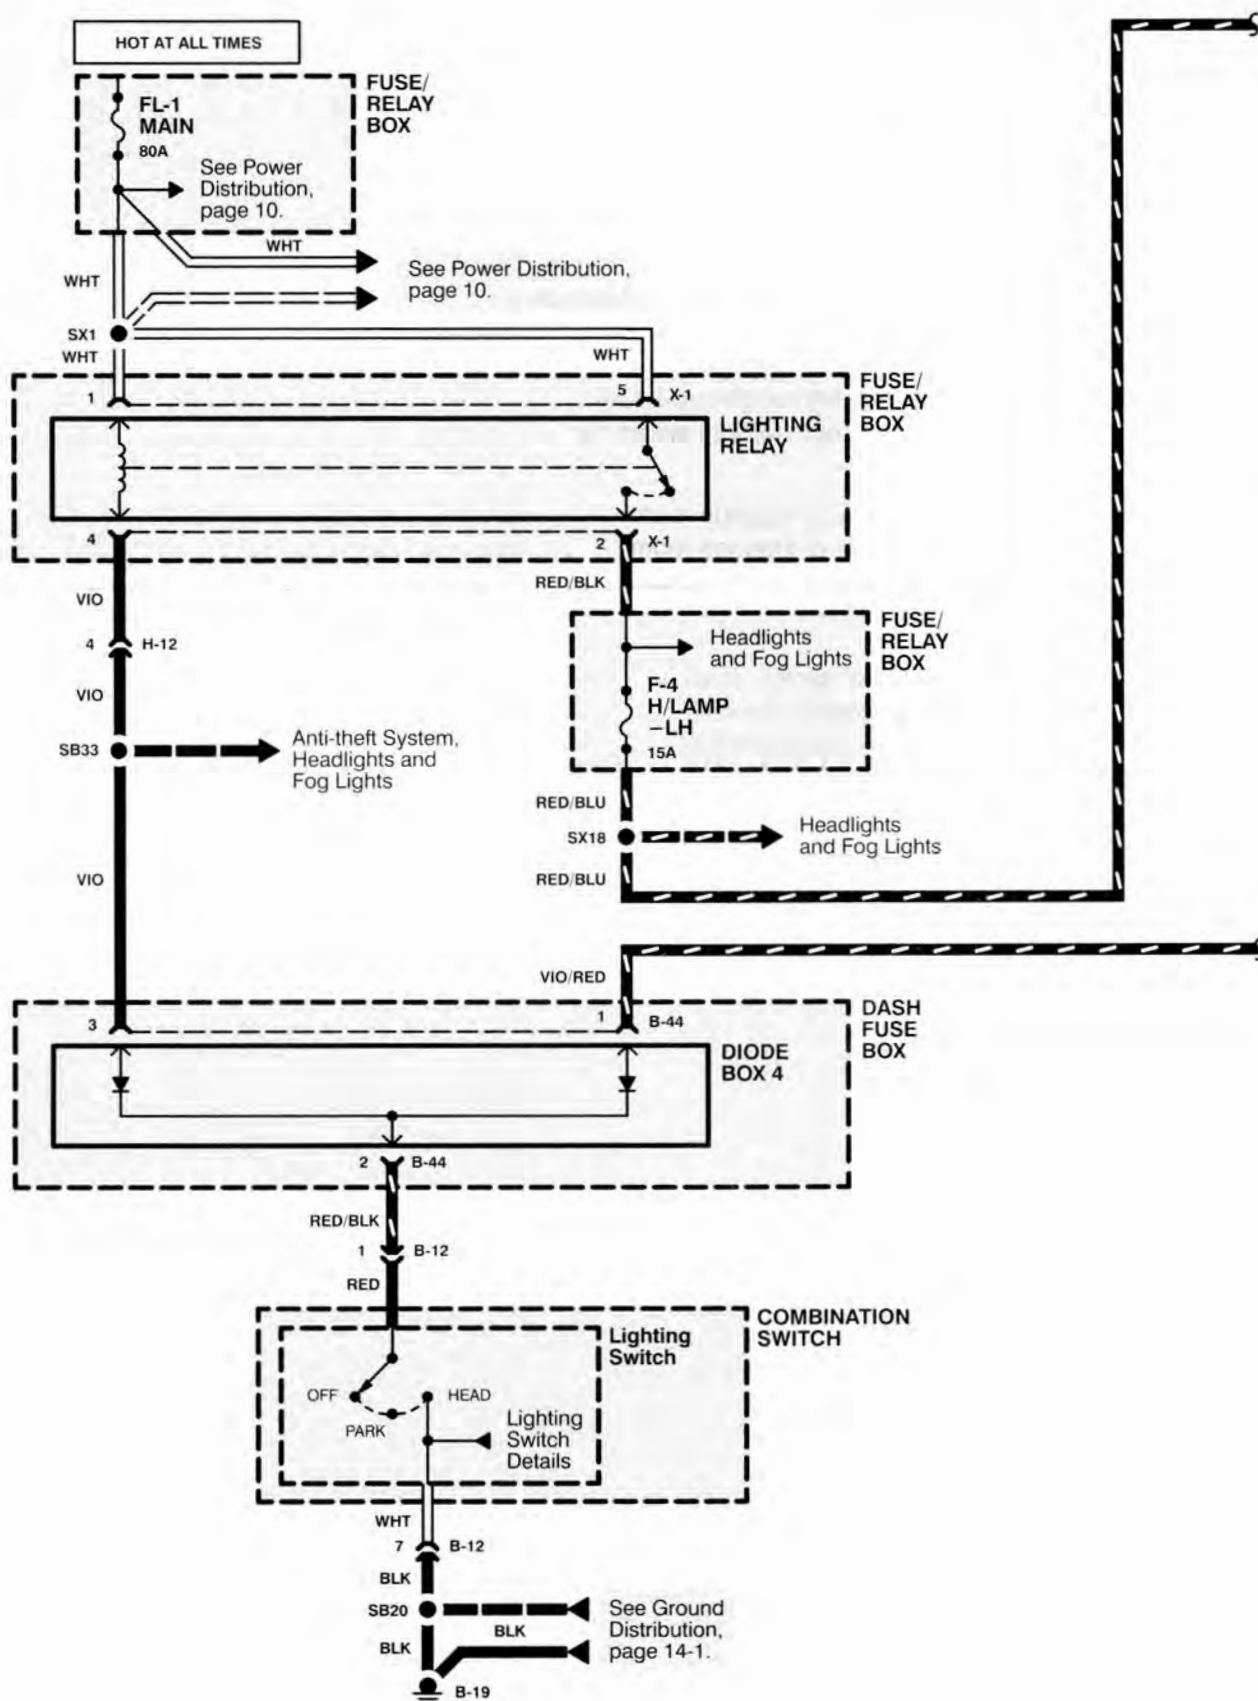 HOT AT ALL TIMES
FUSE/
RELAY
BOX
FL-1
MAIN
80A
See Power
Distribution,
page 10.
WHT
WHT
See Power Distribution,
page 10.
SX1
WHT
WHT
1
5
X-1
FUSE/
RELAY
BOX
LIGHTING
RELAY
4
2
X-1
VIO
RED/BLK
4
H-12
FUSE/
RELAY
BOX
Headlights
and Fog Lights
VIO
F-4
H/LAMP
–LH
15A
SB33
Anti-theft System,
Headlights and
Fog Lights
RED/BLU
SX18
Headlights
and Fog Lights
VIO
RED/BLU
VIO/RED
3
1
B-44
DASH
FUSE
BOX
DIODE
BOX 4
2
B-44
RED/BLK
1
B-12
RED
COMBINATION
SWITCH
Lighting
Switch
OFF
HEAD
PARK
Lighting
Switch
Details
WHT
7
B-12
BLK
SB20
See Ground
Distribution,
page 14-1.
BLK
BLK
B-19